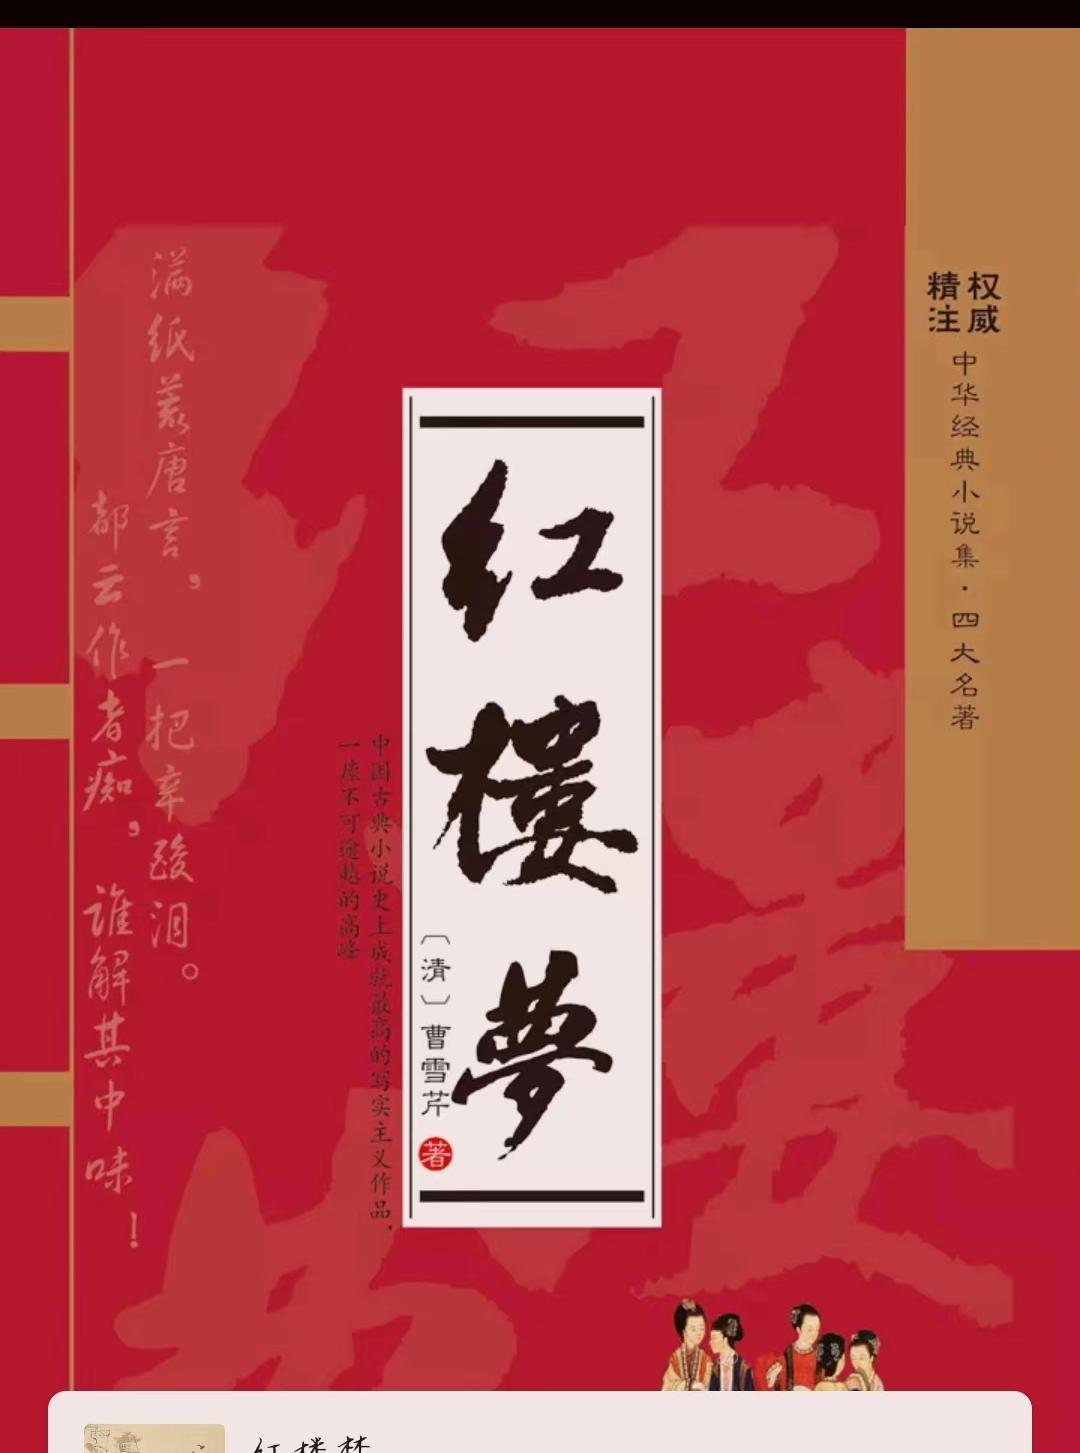 权威
精注
中华经典小说集·四大名著
红樓夢
〔清〕曹雪芹 著
中国古典小说史上成就最高的写实主义作品，
一座不可逾越的高峰
满纸荒唐言，一把辛酸泪。
都云作者痴，谁解其中味！